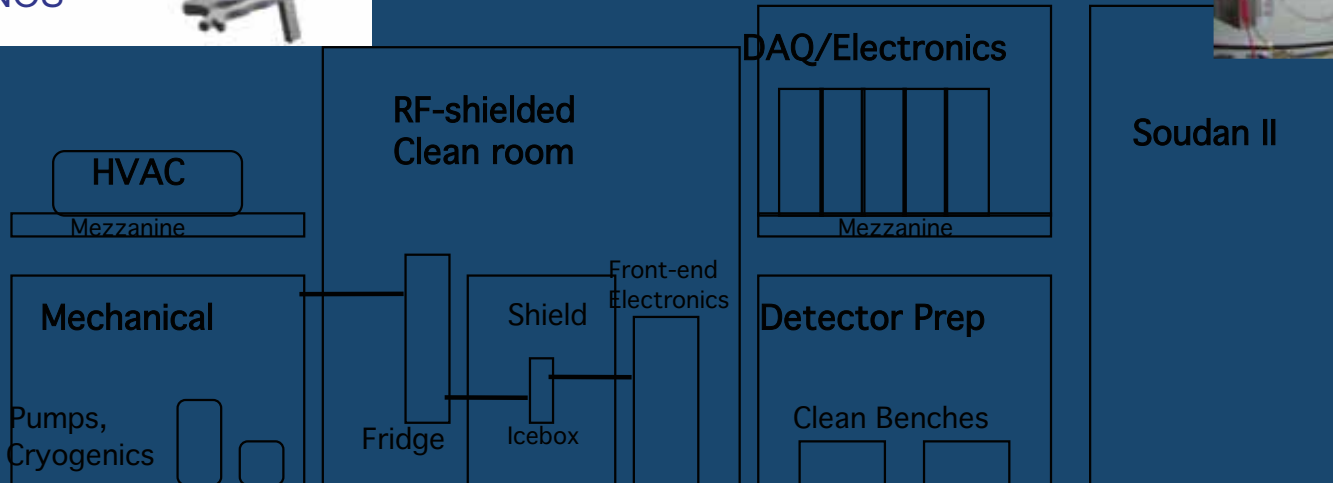 DAQ/Electronics
RF-shielded
Clean room
Soudan II
HVAC
Mezzanine
Mezzanine
Front-end
Electronics
Mechanical
Shield
Detector Prep
Pumps,
Cryogenics
Fridge
Icebox
Clean Benches